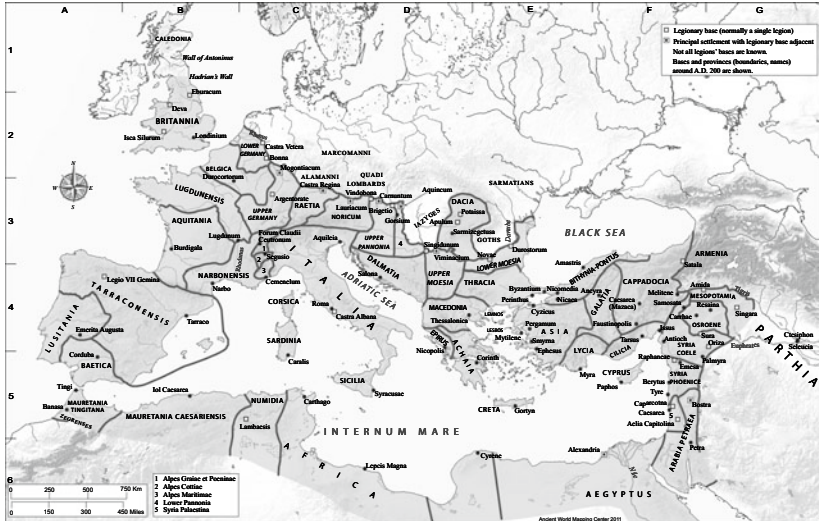 A B C D E F G
1
CALEDONIA
Wall of Antoninus
Hadrian's Wall
Eburacum
Deva
BRITANNIA
Isca Silurum
Londinium
Legionary base (normally a single legion)
Principal settlement with legionary base adjacent
Not all legions' bases are known.
Bases and provinces (boundaries, names)
around A.D. 200 are shown.
2
N
W E
S
Rhenus
LOWER
GERMANY
Castra Vetera
Bonna
Mogontiacum
BELGICA
Durocortorum
LUGDUNENSIS
MARCOMANNI
ALAMANNI
Castra Regina
QUADI
LOMBARDS
Vindobona
Carnuntum
Aquincum
SARMATIANS
3
AQUITANIA
Burdigala
UPPER
GERMANY
Argentorate
RAETIA
Lauriacum
NORICUM
Brigetio
Gorsium
UPPER
PANNONIA
4
IAZYGES
DACIA
Potaissa
Apulum
Sarmizegetusa
GOTHS
Danuvius
Durostorum
BLACK SEA
Lugdunum
Forum Claudii
Ceutronum
1
2
Segusio
3
Cemenelum
Aquileia
Singidunum
Viminacium
Novae
LOWER MOESIA
Amastris
BITHYNIA-PONTUS
ARMENIA
Satala
Legio VII Gemina
NARBONENSIS
Rhodanus
Narbo
ITALIA
ADRIATIC SEA
DALMATIA
Salona
UPPER
MOESIA
THRACIA
Byzantium
Perinthus
Nicomedia
Nicaea
Ancyra
GALATIA
CAPPADOCIA
Caesarea
(Mazaca)
Melitene
Samosata
Amida
Tigris
MESOPOTAMIA
Resaina
Singara
4
LUSITANIA
TARRACONENSIS
Tarraco
Emerita Augusta
Corduba
BAETICA
CORSICA
Roma
Castra Albana
SARDINIA
Caralis
MACEDONIA
Thessalonica
EPIRUS
Nicopolis
ACHAIA
Corinth
LEMNOS
LESBOS
Mytilene
Cyzicus
Pergamum
ASIA
Smyrna
Ephesus
Faustinopolis
Tarsus
CILICIA
LYCIA
Myra
Carrhae
OSROENE
Issus
Antioch
SYRIA
COELE
Sura
Oriza
Euphrates
PARTHIA
Ctesiphon
Seleucia
Raphaneae
Emesa
Palmyra
SYRIA
PHOENICE
Berytus
Tyre
Caparcotna
Caesarea
5
Aelia Capitolina
Bostra
Petra
ARABIA PETRAEA
CYPRUS
Paphos
5
Tingi
Banasa
MAURETANIA
TINGITANA
ZEGRENSES
Iol Caesarea
MAURETANIA CAESARIENSIS
NUMIDIA
Lambaesis
Carthago
SICILIA
Syracusae
CRETA
Gortyn
INTERNUM MARE
AFRICA
Lepcis Magna
Cyrene
Alexandria
Nile
AEGYPTUS
6
0 250 500 750 Km
0 150 300 450 Miles
1 Alpes Graiae et Poeninae
2 Alpes Cottiae
3 Alpes Maritimae
4 Lower Pannonia
5 Syria Palaestina
Ancient World Mapping Center 2011